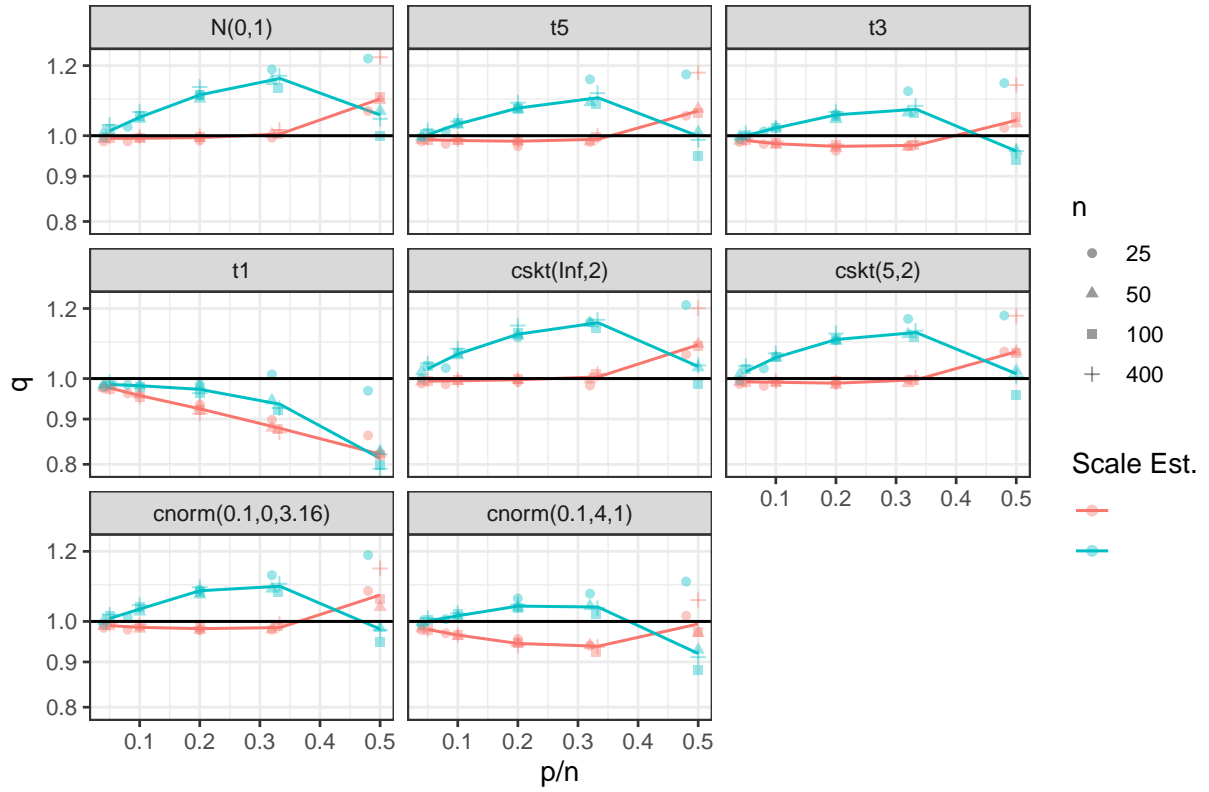 N(0,1) t5 t3
1.2
1.0
0.9
0.8
t1 cskt(Inf,2) cskt(5,2)
1.2
1.0
0.9
0.8
0.1 0.2 0.3 0.4 0.5
cnorm(0.1,0,3.16) cnorm(0.1,4,1)
1.2
1.0
0.9
0.8
0.1 0.2 0.3 0.4 0.5 0.1 0.2 0.3 0.4 0.5
p/n
q
n
25
50
100
400
Scale Est.